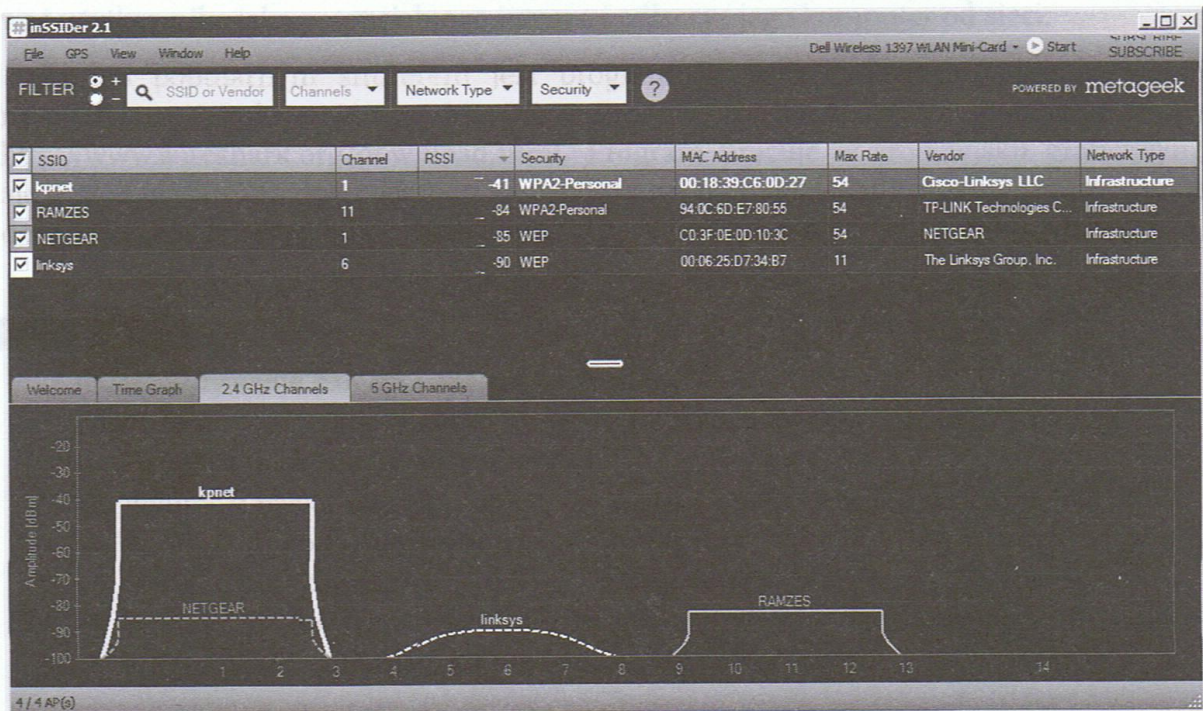 inSSIDer 2.1
File GPS View Window Help Dell Wireless 1397 WLAN Mini-Card Start SUBSCRIBE
FILTER + - SSID or Vendor Channels Network Type Security ? POWERED BY metageek
SSID Channel RSSI Security MAC Address Max Rate Vendor Network Type
kpnet 1 -41 WPA2-Personal 00:18:39:C6:0D:27 54 Cisco-Linksys LLC Infrastructure
RAMZES 11 -84 WPA2-Personal 94:0C:6D:E7:80:55 54 TP-LINK Technologies C... Infrastructure
NETGEAR 1 -85 WEP C0:3F:0E:0D:10:3C 54 NETGEAR Infrastructure
linksys 6 -90 WEP 00:06:25:D7:34:B7 11 The Linksys Group, Inc. Infrastructure
Welcome Time Graph 2.4 GHz Channels 5 GHz Channels
Amplitude [dBm]
-20
-30
-40
-50
-60
-70
-80
-90
-100
kpnet
NETGEAR
linksys
RAMZES
1 2 3 4 5 6 7 8 9 10 11 12 13 14
4 / 4 AP(s)